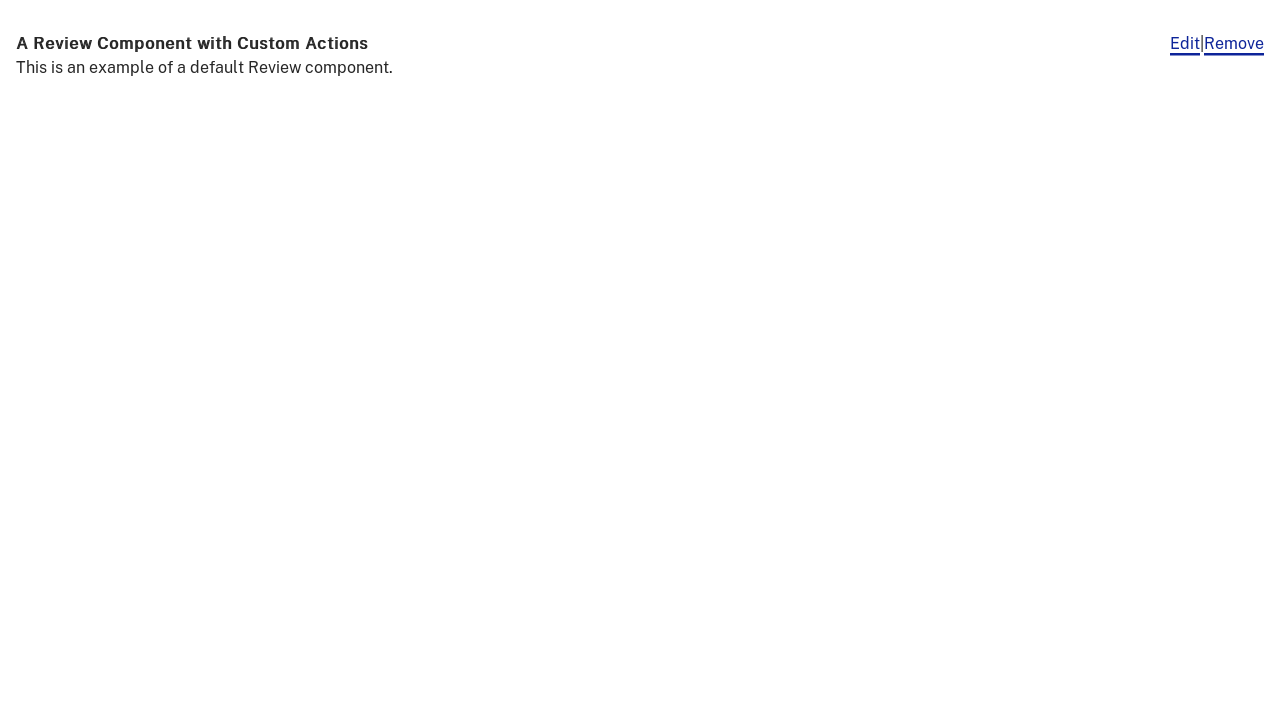 A Review Component with Custom Actions
Edit|Remove
This is an example of a default Review component.